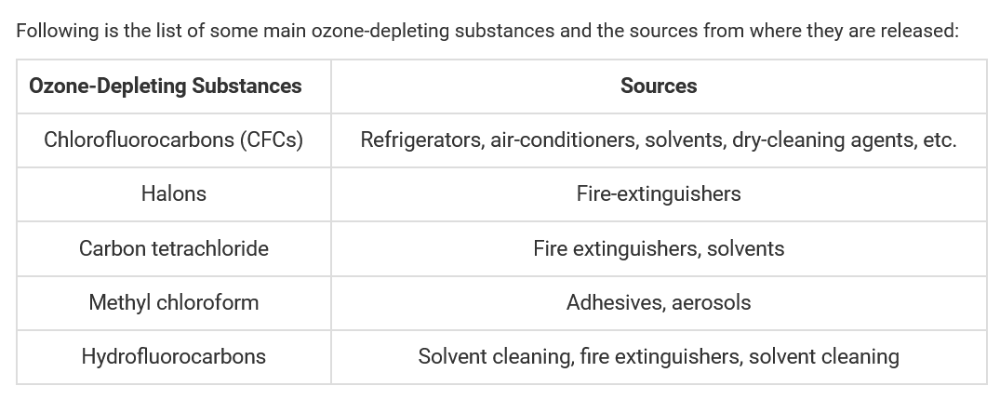 Following is the list of some main ozone-depleting substances and the sources from where they are released:
Ozone-Depleting Substances Sources
Chlorofluorocarbons (CFCs) Refrigerators, air-conditioners, solvents, dry-cleaning agents, etc.
Halons Fire-extinguishers
Carbon tetrachloride Fire extinguishers, solvents
Methyl chloroform Adhesives, aerosols
Hydrofluorocarbons Solvent cleaning, fire extinguishers, solvent cleaning